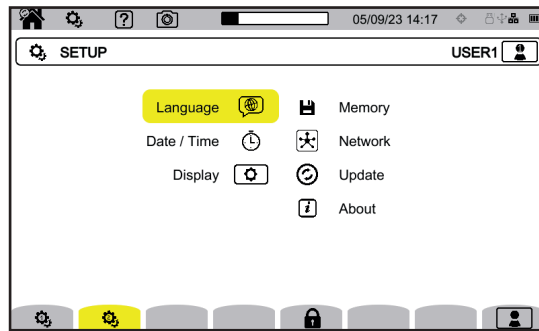 ? 05/09/23 14:17
SETUP USER1
Language Memory
Date / Time Network
Display Update
i About